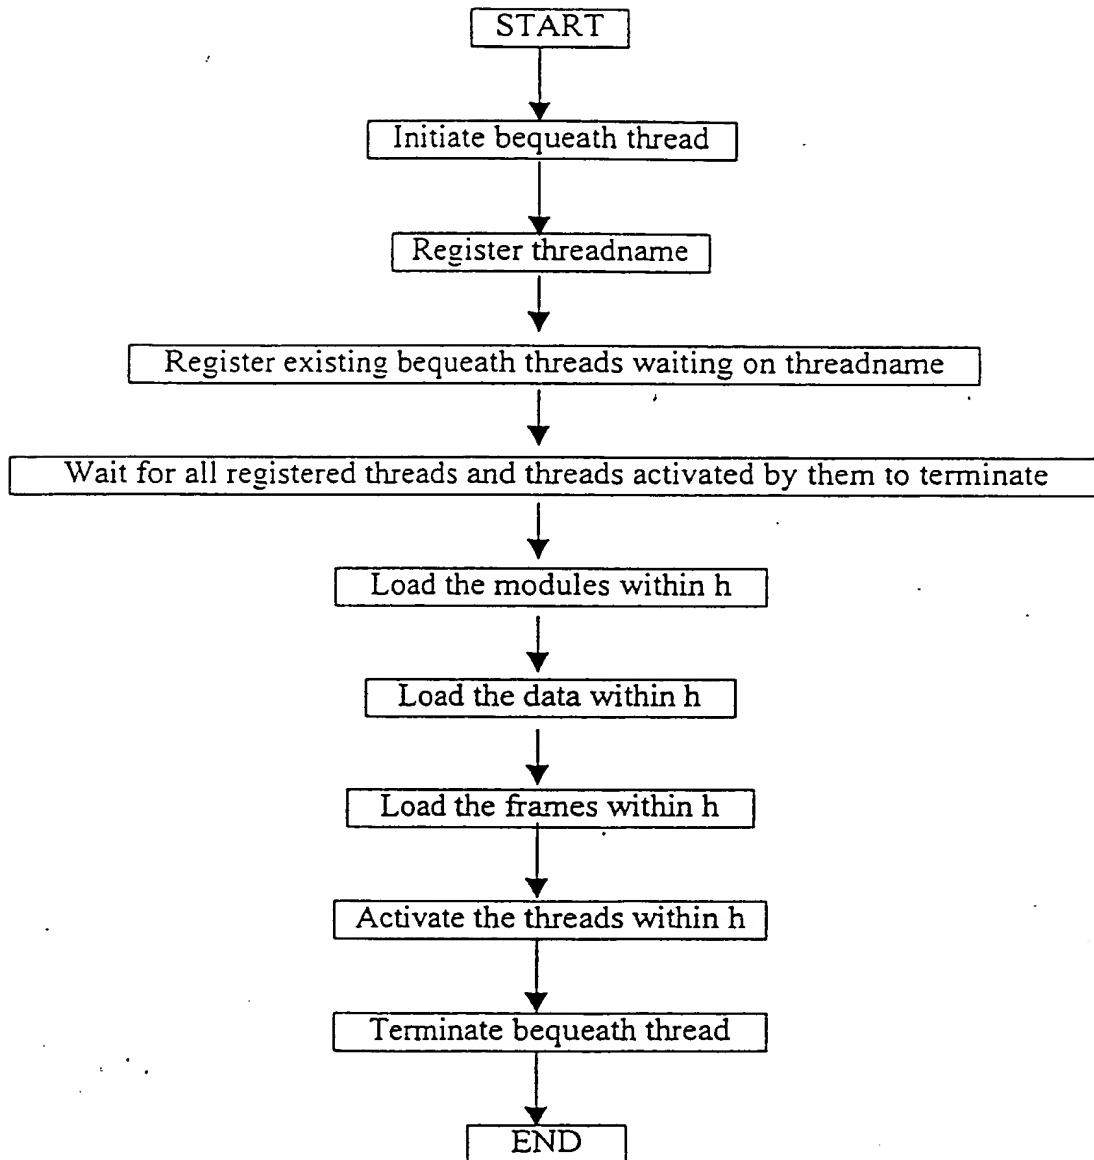 START
Initiate bequeath thread
Register threadname
Register existing bequeath threads waiting on threadname
Wait for all registered threads and threads activated by them to terminate
Load the modules within h
Load the data within h
Load the frames within h
Activate the threads within h
Terminate bequeath thread
END